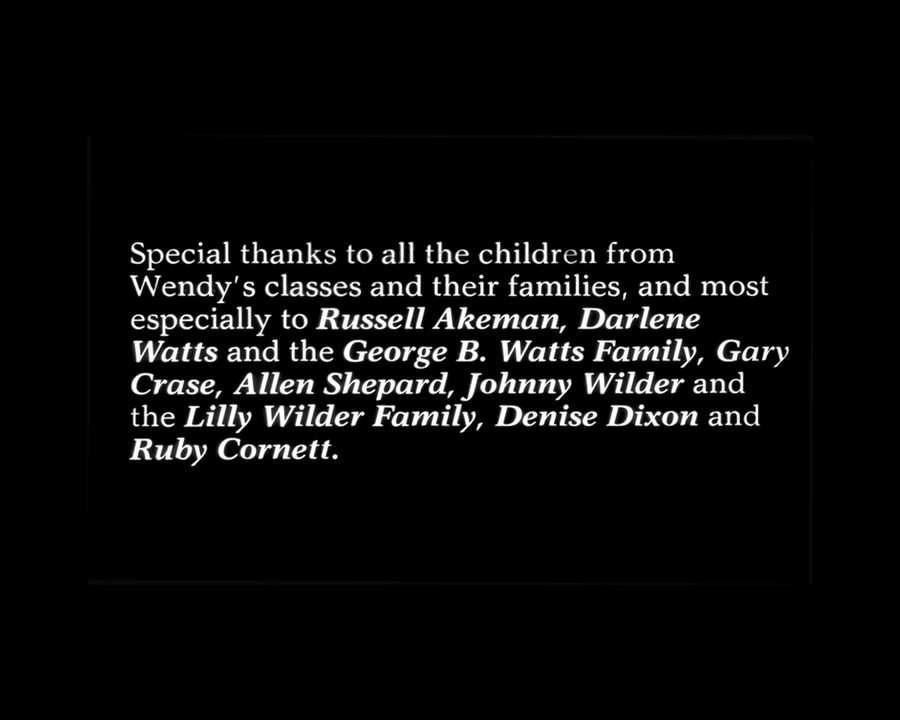 Special thanks to all the children from
Wendy's classes and their families, and most
especially to Russell Akeman, Darlene
Watts and the George B. Watts Family, Gary
Crase, Allen Shepard, Johnny Wilder and
the Lilly Wilder Family, Denise Dixon and
Ruby Cornett.